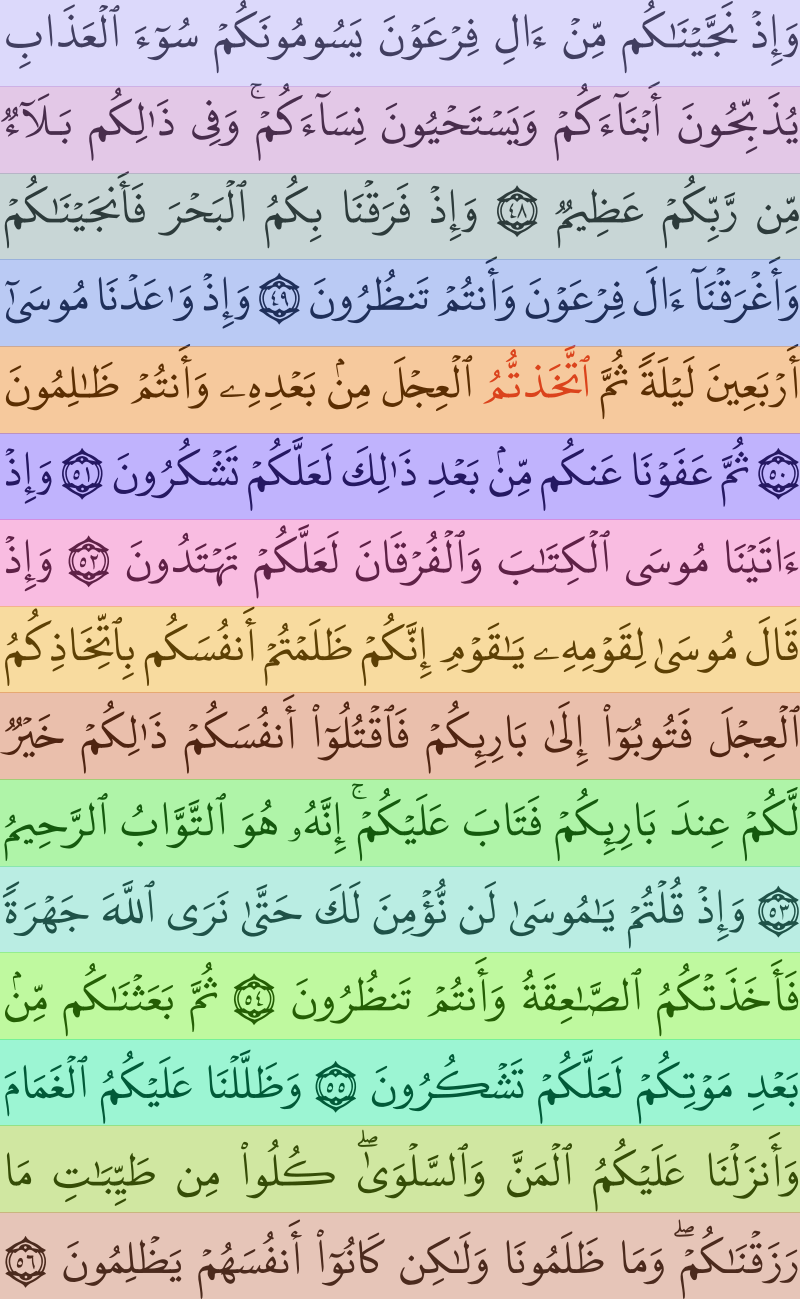 وَإِذۡ نَجَّيۡنَـٰكُم مِّنۡ ءَالِ فِرۡعَوۡنَ يَسُومُونَكُمۡ سُوٓءَ ٱلۡعَذَابِ
يُذَبِّحُونَ أَبۡنَآءَكُمۡ وَيَسۡتَحۡيُونَ نِسَآءَكُمۡۚ وَفِى ذَٰلِكُم بَلَآءࣱ
مِّن رَّبِّكُمۡ عَظِيمࣱ ٤٨ وَإِذۡ فَرَقۡنَا بِكُمُ ٱلۡبَحۡرَ فَأَنجَيۡنَـٰكُمۡ
وَأَغۡرَقۡنَآ ءَالَ فِرۡعَوۡنَ وَأَنتُمۡ تَنظُرُونَ ٤٩ وَإِذۡ وَٰعَدۡنَا مُوسَىٰٓ
أَرۡبَعِينَ لَيۡلَةࣰ ثُمَّ ٱتَّخَذتُّمُ ٱلۡعِجۡلَ مِنۢ بَعۡدِهِۦ وَأَنتُمۡ ظَـٰلِمُونَ
٥٠ ثُمَّ عَفَوۡنَا عَنكُم مِّنۢ بَعۡدِ ذَٰلِكَ لَعَلَّكُمۡ تَشۡكُرُونَ ٥١ وَإِذۡ
ءَاتَيۡنَا مُوسَى ٱلۡكِتَـٰبَ وَٱلۡفُرۡقَانَ لَعَلَّكُمۡ تَهۡتَدُونَ ٥٢ وَإِذۡ
قَالَ مُوسَىٰ لِقَوۡمِهِۦ يَـٰقَوۡمِ إِنَّكُمۡ ظَلَمۡتُمۡ أَنفُسَكُم بِٱتِّخَاذِكُمُ
ٱلۡعِجۡلَ فَتُوبُوٓا۟ إِلَىٰ بَارِئِكُمۡ فَٱقۡتُلُوٓا۟ أَنفُسَكُمۡ ذَٰلِكُمۡ خَيۡرࣱ
لَّكُمۡ عِندَ بَارِئِكُمۡ فَتَابَ عَلَيۡكُمۡۚ إِنَّهُۥ هُوَ ٱلتَّوَّابُ ٱلرَّحِيمُ
٥٣ وَإِذۡ قُلۡتُمۡ يَـٰمُوسَىٰ لَن نُّؤۡمِنَ لَكَ حَتَّىٰ نَرَى ٱللَّهَ جَهۡرَةࣰ
فَأَخَذَتۡكُمُ ٱلصَّـٰعِقَةُ وَأَنتُمۡ تَنظُرُونَ ٥٤ ثُمَّ بَعَثۡنَـٰكُم مِّنۢ
بَعۡدِ مَوۡتِكُمۡ لَعَلَّكُمۡ تَشۡكُرُونَ ٥٥ وَظَلَّلۡنَا عَلَيۡكُمُ ٱلۡغَمَامَ
وَأَنزَلۡنَا عَلَيۡكُمُ ٱلۡمَنَّ وَٱلسَّلۡوَىٰۖ كُلُوا۟ مِن طَيِّبَـٰتِ مَا
رَزَقۡنَـٰكُمۡۖ وَمَا ظَلَمُونَا وَلَـٰكِن كَانُوٓا۟ أَنفُسَهُمۡ يَظۡلِمُونَ ٥٦